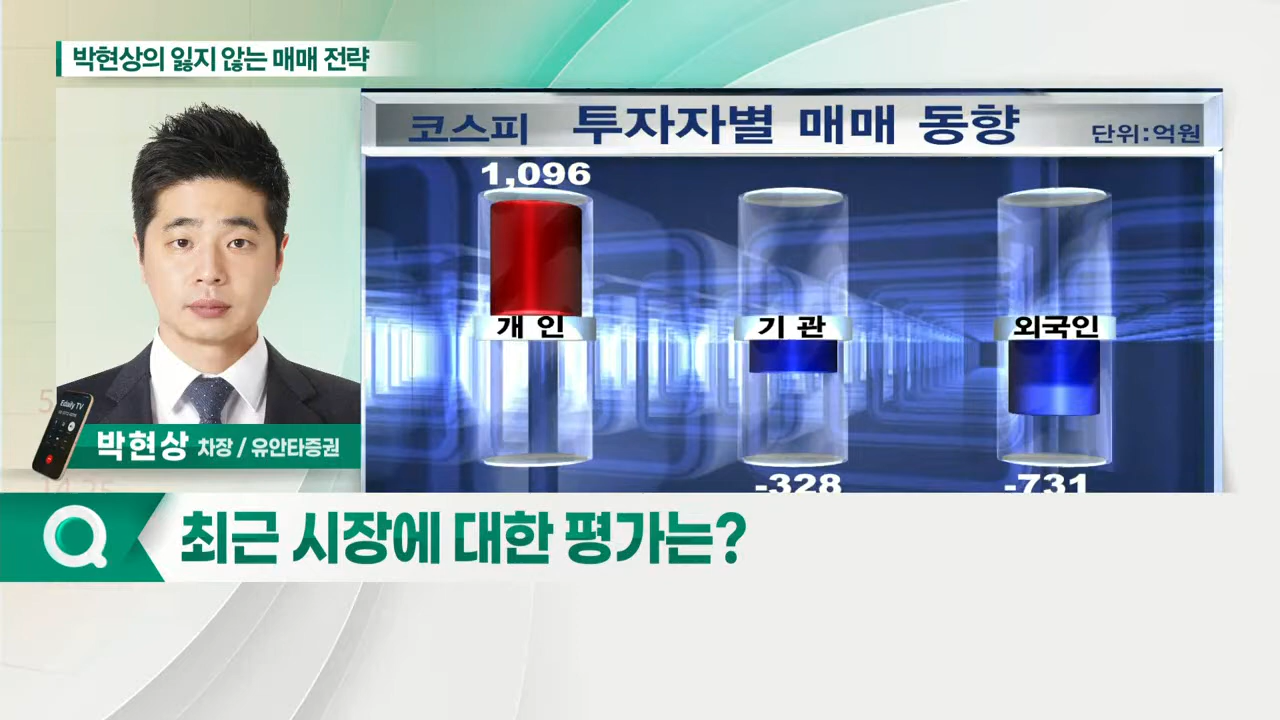 박현상의 잃지 않는 매매 전략
코스피 투자자별 매매 동향 단위:억원
1,096
개인 기관 외국인
-328 -731
Edaily TV
박현상 차장 / 유안타증권
Q 최근 시장에 대한 평가는?